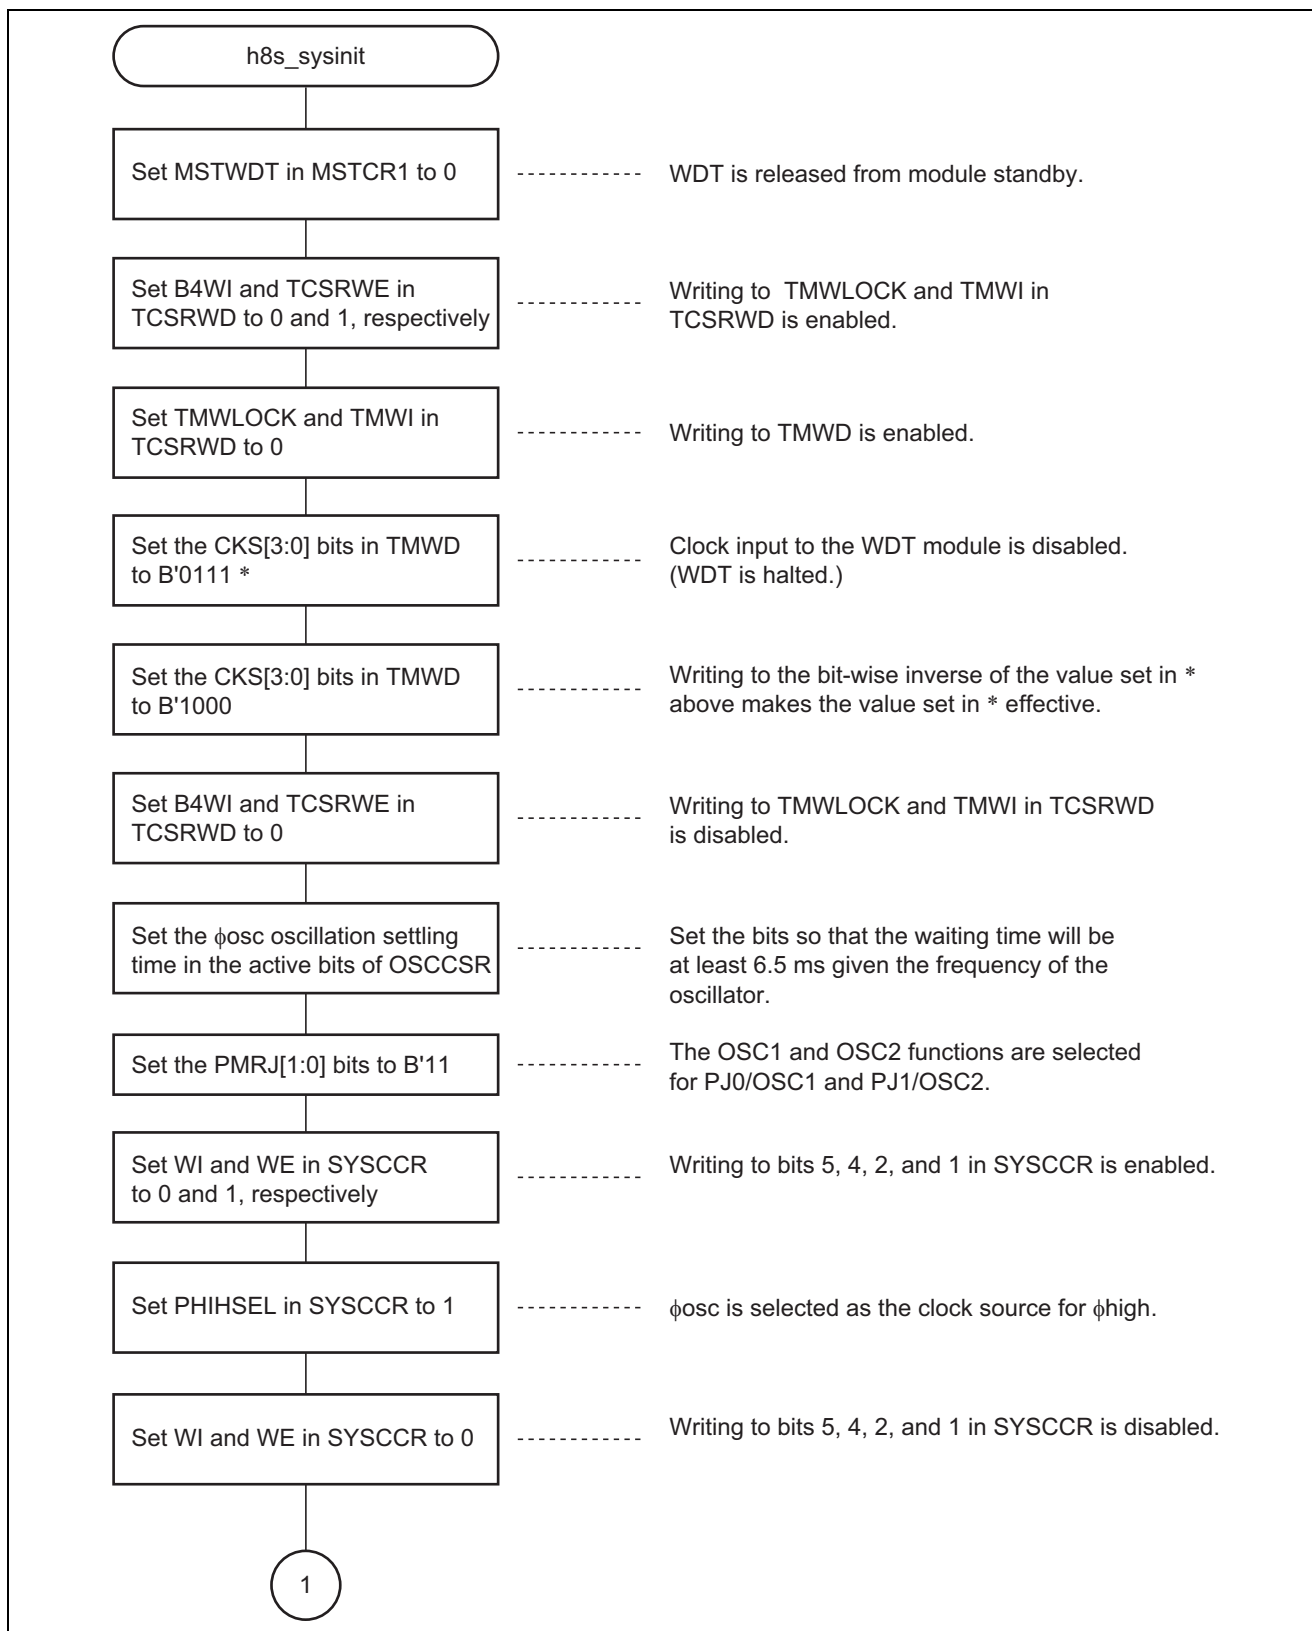 h8s_sysinit
Set MSTWDT in MSTCR1 to 0
WDT is released from module standby.
Set B4WI and TCSRWE in
TCSRWD to 0 and 1, respectively
Writing to TMWLOCK and TMWI in
TCSRWD is enabled.
Set TMWLOCK and TMWI in
TCSRWD to 0
Writing to TMWD is enabled.
Set the CKS[3:0] bits in TMWD
to B'0111 *
Clock input to the WDT module is disabled.
(WDT is halted.)
Set the CKS[3:0] bits in TMWD
to B'1000
Writing to the bit-wise inverse of the value set in *
above makes the value set in * effective.
Set B4WI and TCSRWE in
TCSRWD to 0
Writing to TMWLOCK and TMWI in TCSRWD
is disabled.
Set the ϕosc oscillation settling
time in the active bits of OSCCSR
Set the bits so that the waiting time will be
at least 6.5 ms given the frequency of the
oscillator.
Set the PMRJ[1:0] bits to B'11
The OSC1 and OSC2 functions are selected
for PJ0/OSC1 and PJ1/OSC2.
Set WI and WE in SYSCCR
to 0 and 1, respectively
Writing to bits 5, 4, 2, and 1 in SYSCCR is enabled.
Set PHIHSEL in SYSCCR to 1
ϕosc is selected as the clock source for ϕhigh.
Set WI and WE in SYSCCR to 0
Writing to bits 5, 4, 2, and 1 in SYSCCR is disabled.
1